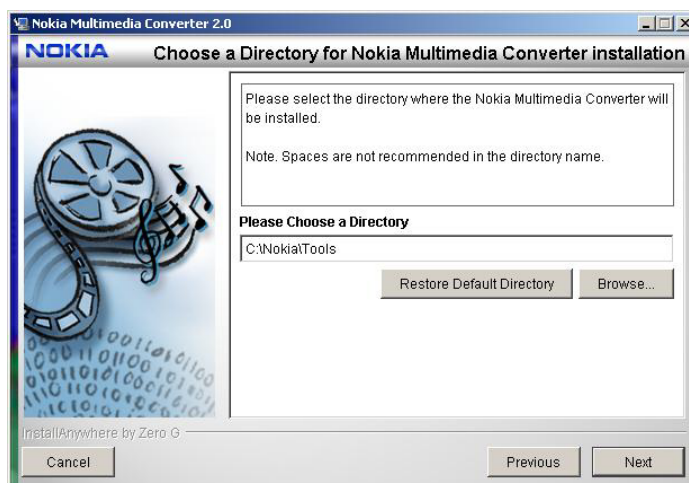 Nokia Multimedia Converter 2.0
NOKIA
Choose a Directory for Nokia Multimedia Converter installation
Please select the directory where the Nokia Multimedia Converter will
be installed.
Note. Spaces are not recommended in the directory name.
Please Choose a Directory
C:\Nokia\Tools
Restore Default Directory
Browse...
InstallAnywhere by Zero G
Cancel
Previous
Next